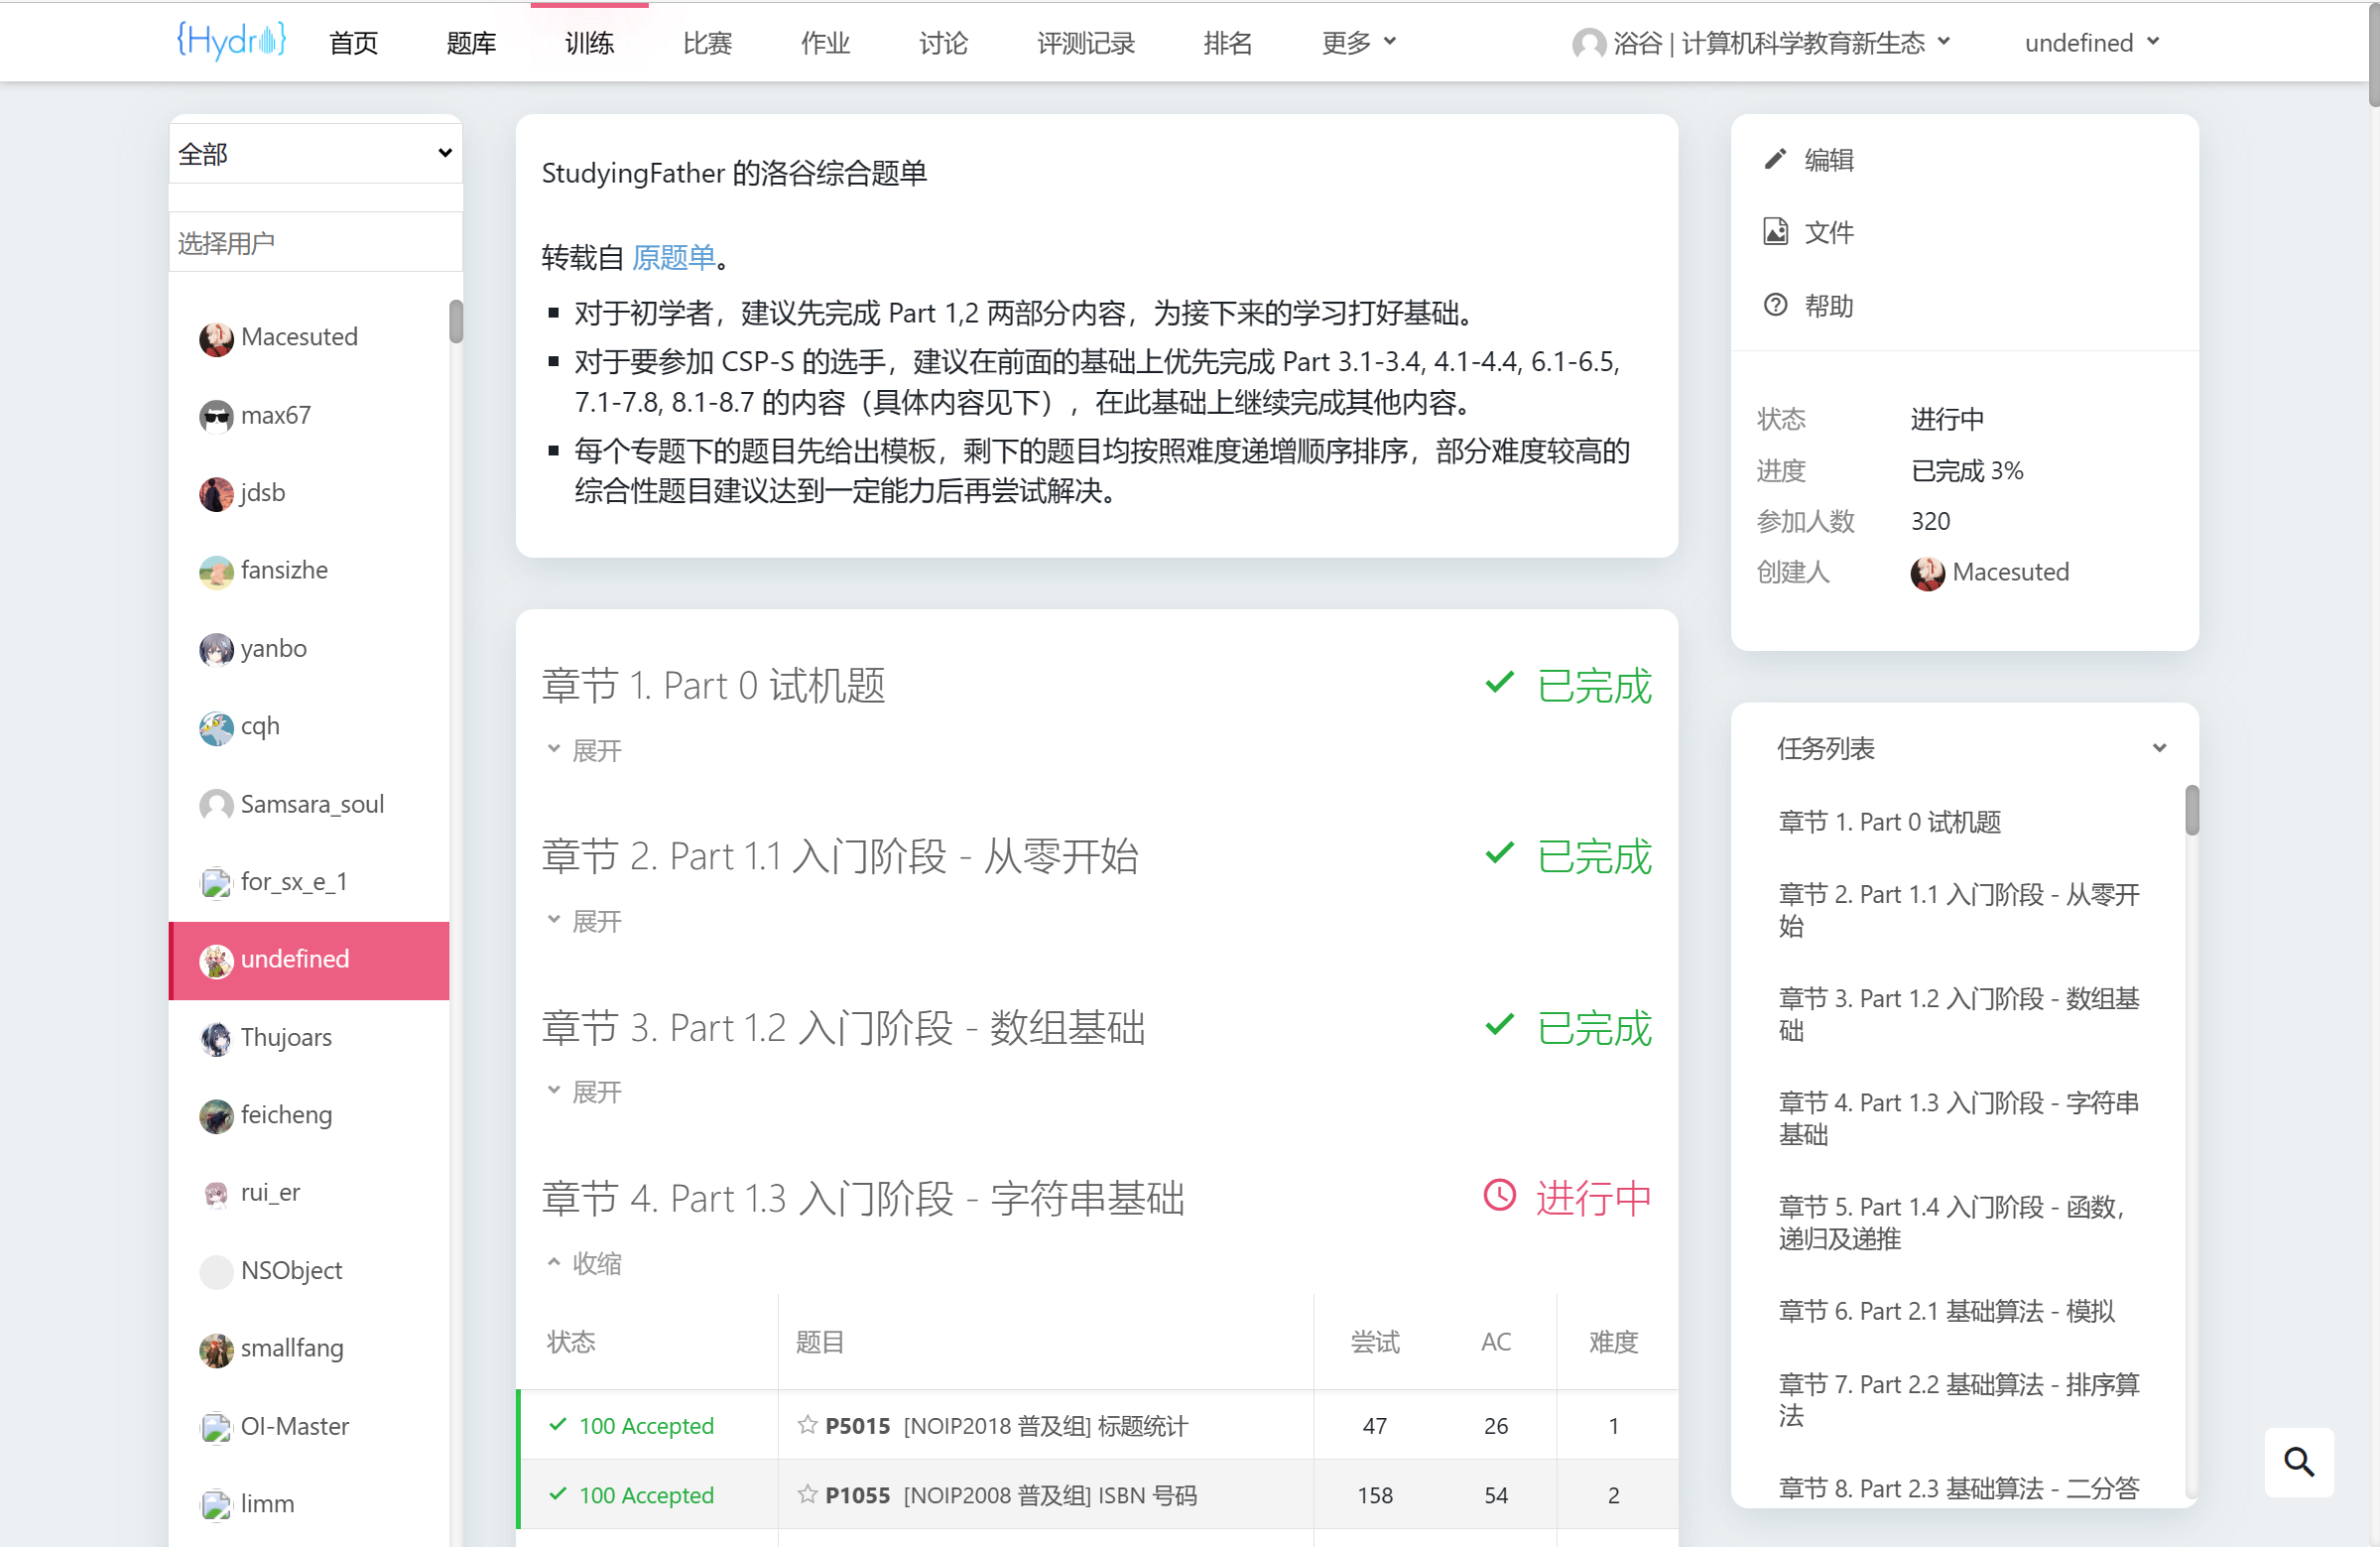 {Hydro} 首页 题库 训练 比赛 作业 讨论 评测记录 排名 更多 浴谷 | 计算机科学教育新生态 undefined
全部
选择用户
Macesuted
max67
jdsb
fansizhe
yanbo
cqh
Samsara_soul
for_sx_e_1
undefined
Thujoars
feicheng
rui_er
NSObject
smallfang
OI-Master
limm
StudyingFather 的洛谷综合题单
转载自 原题单。
▪ 对于初学者，建议先完成 Part 1,2 两部分内容，为接下来的学习打好基础。
▪ 对于要参加 CSP-S 的选手，建议在前面的基础上优先完成 Part 3.1-3.4, 4.1-4.4, 6.1-6.5,
7.1-7.8, 8.1-8.7 的内容（具体内容见下），在此基础上继续完成其他内容。
▪ 每个专题下的题目先给出模板，剩下的题目均按照难度递增顺序排序，部分难度较高的
综合性题目建议达到一定能力后再尝试解决。
章节 1. Part 0 试机题 已完成
展开
章节 2. Part 1.1 入门阶段 - 从零开始 已完成
展开
章节 3. Part 1.2 入门阶段 - 数组基础 已完成
展开
章节 4. Part 1.3 入门阶段 - 字符串基础 进行中
收缩
状态 题目 尝试 AC 难度
100 Accepted P5015 [NOIP2018 普及组] 标题统计 47 26 1
100 Accepted P1055 [NOIP2008 普及组] ISBN 号码 158 54 2
编辑
文件
帮助
状态 进行中
进度 已完成 3%
参加人数 320
创建人 Macesuted
任务列表
章节 1. Part 0 试机题
章节 2. Part 1.1 入门阶段 - 从零开
始
章节 3. Part 1.2 入门阶段 - 数组基
础
章节 4. Part 1.3 入门阶段 - 字符串
基础
章节 5. Part 1.4 入门阶段 - 函数,
递归及递推
章节 6. Part 2.1 基础算法 - 模拟
章节 7. Part 2.2 基础算法 - 排序算
法
章节 8. Part 2.3 基础算法 - 二分答